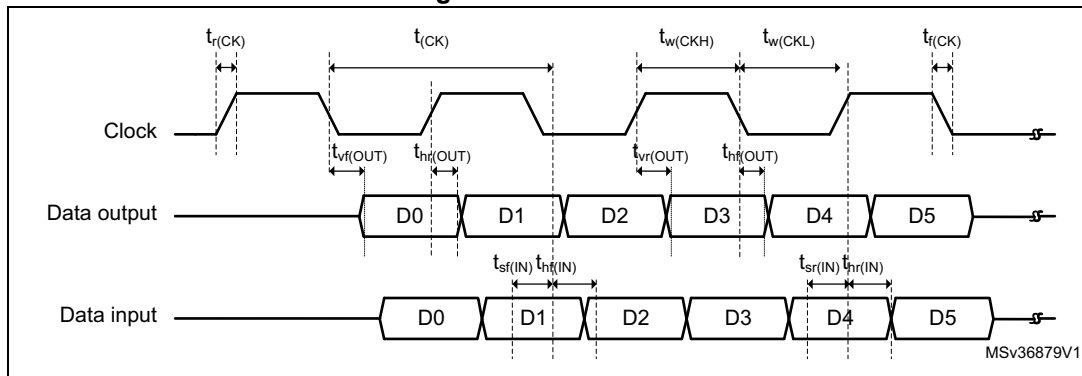 t_r(CK) t_(CK) t_w(CKH) t_w(CKL) t_f(CK)
Clock
t_vf(OUT) t_hr(OUT) t_vr(OUT) t_hf(OUT)
Data output D0 D1 D2 D3 D4 D5
t_sf(IN) t_hf(IN) t_sr(IN) t_hr(IN)
Data input D0 D1 D2 D3 D4 D5
MSv36879V1